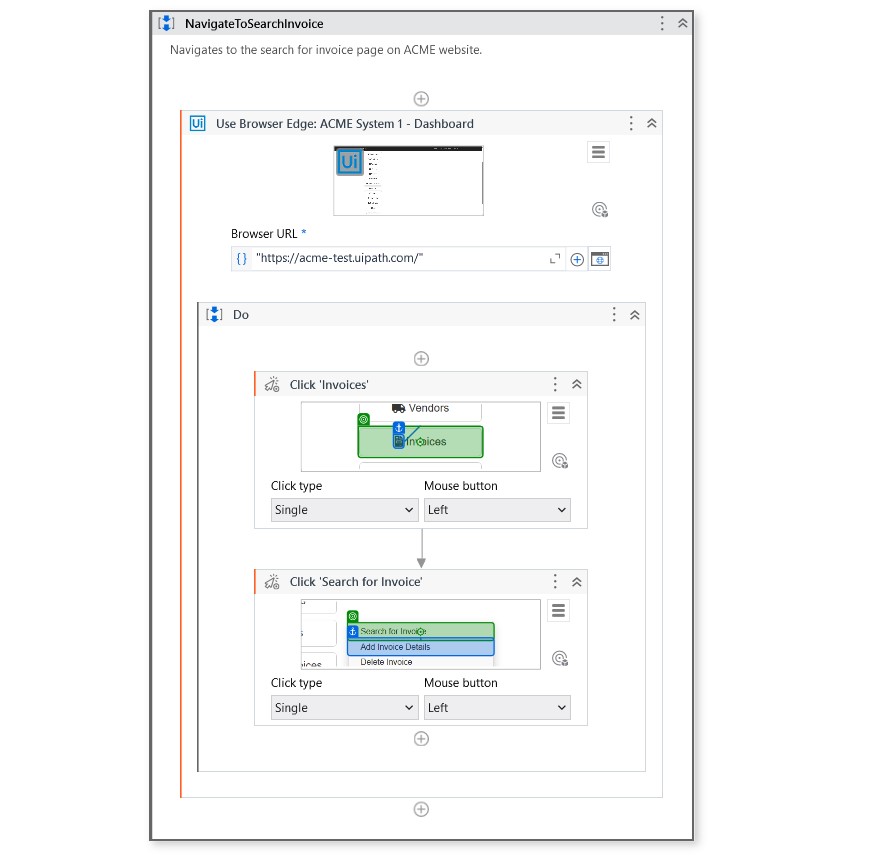 NavigateToSearchInvoice
Navigates to the search for invoice page on ACME website.
Ui Use Browser Edge: ACME System 1 - Dashboard
Ui
Browser URL *
{ } "https://acme-test.uipath.com/"
Do
Click 'Invoices'
Vendors
Invoices
Click type Mouse button
Single Left
Click 'Search for Invoice'
Search for Invoice
Add Invoice Details
Delete Invoice
Click type Mouse button
Single Left